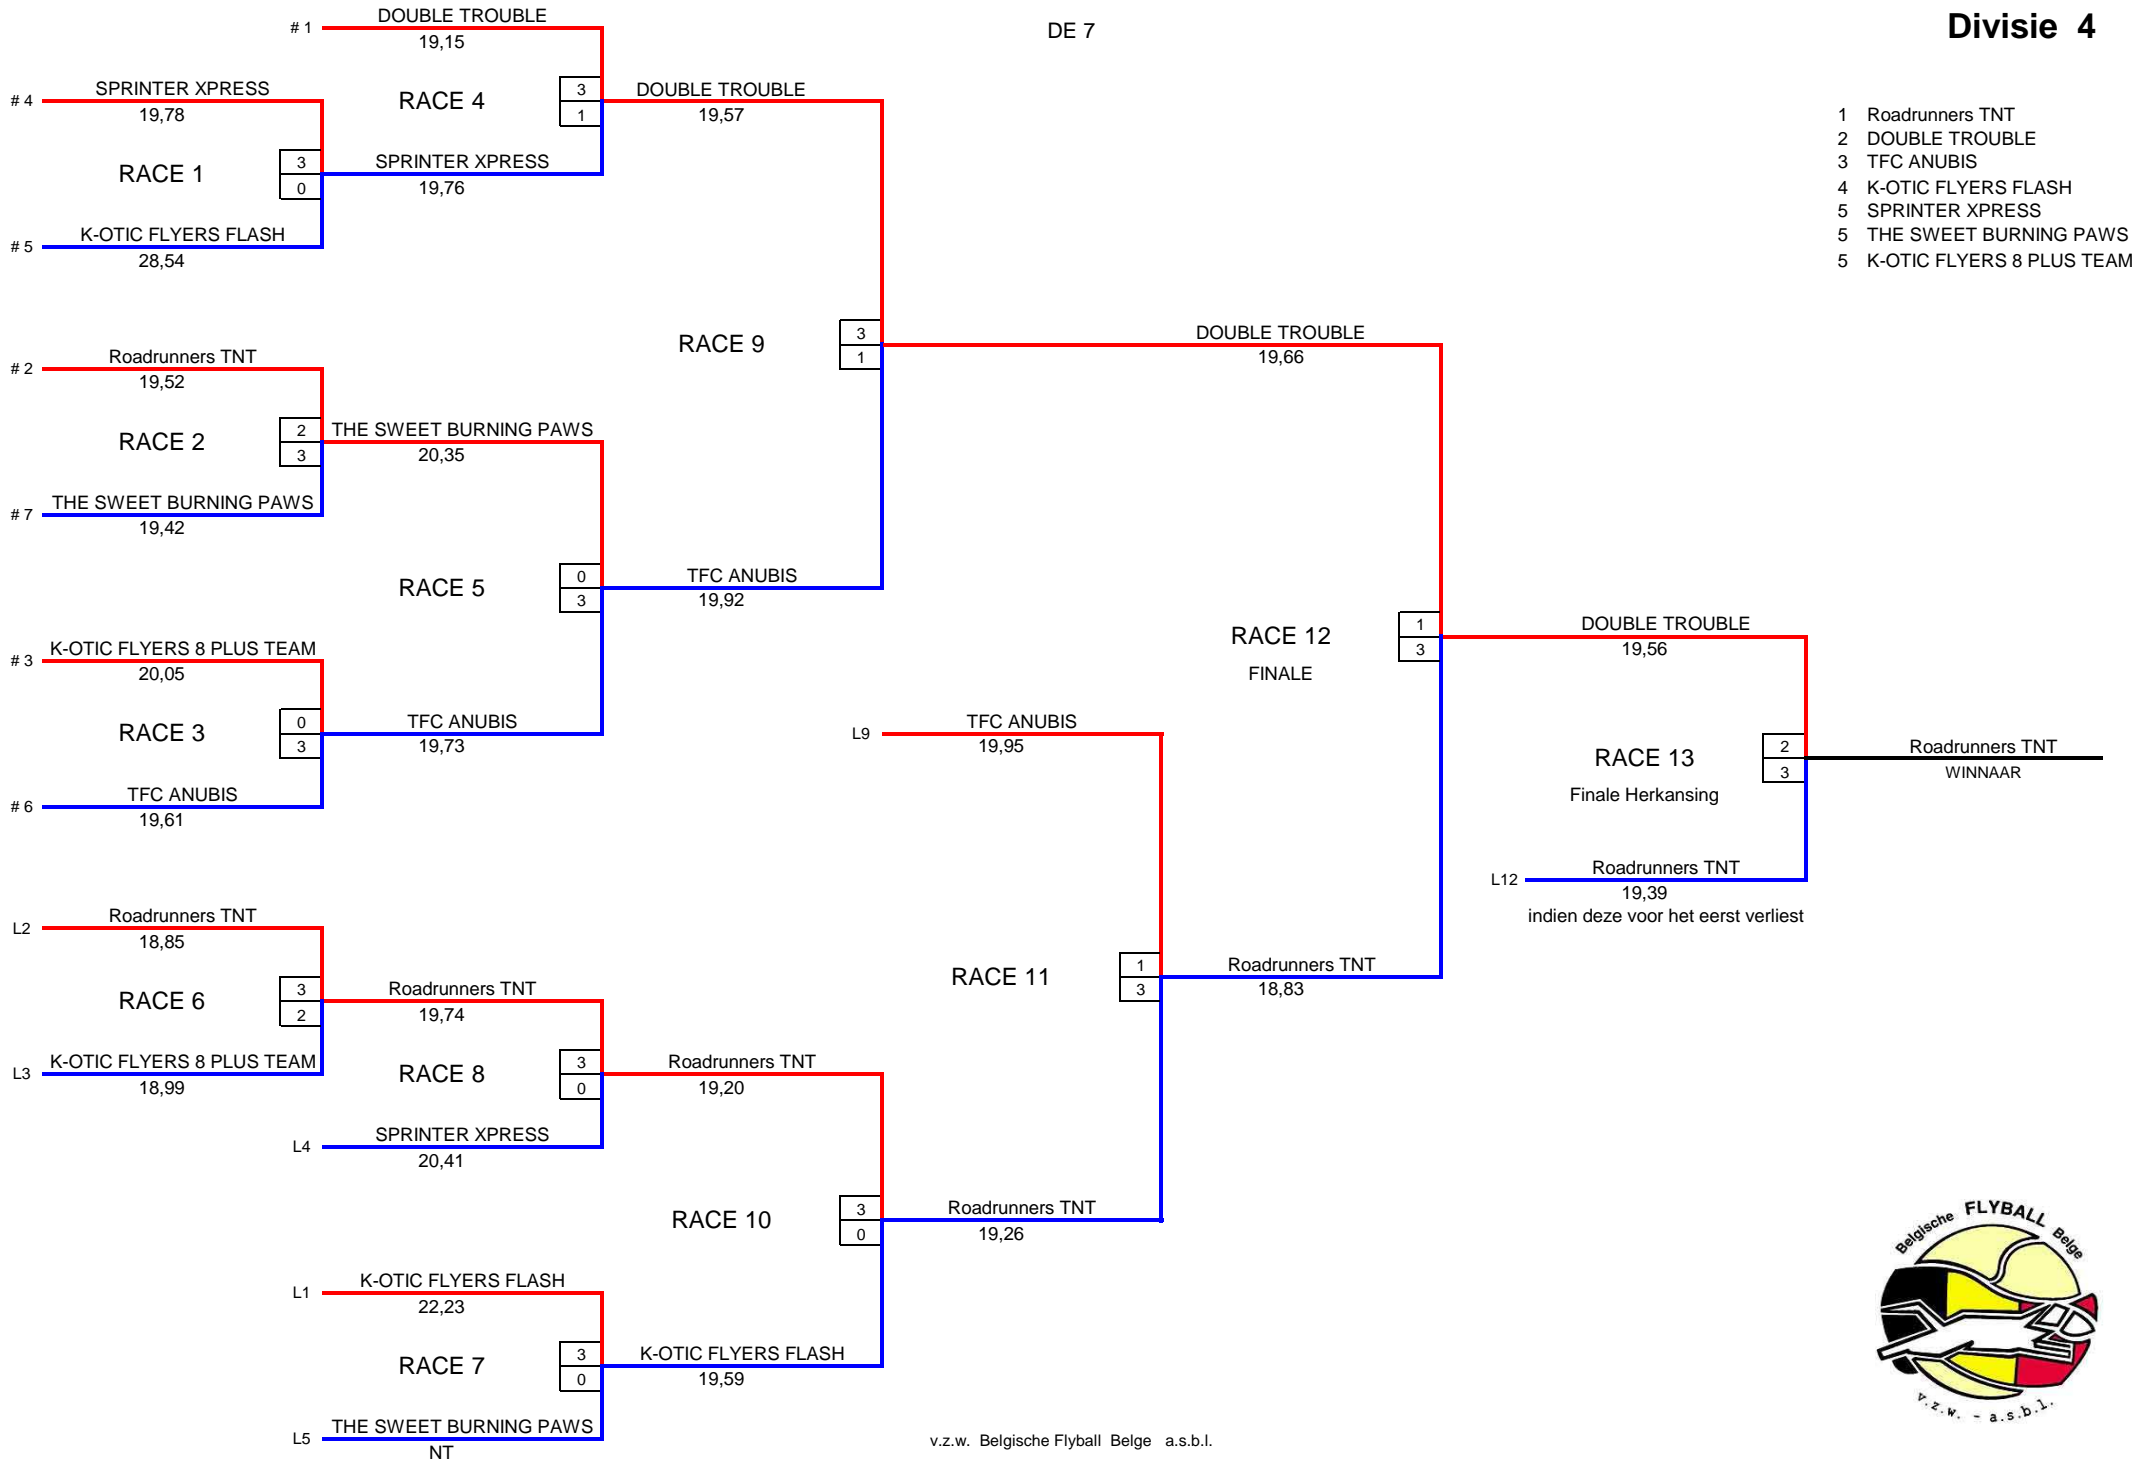 DE 7
Divisie 4
1 Roadrunners TNT
2 DOUBLE TROUBLE
3 TFC ANUBIS
4 K-OTIC FLYERS FLASH
5 SPRINTER XPRESS
5 THE SWEET BURNING PAWS
5 K-OTIC FLYERS 8 PLUS TEAM
# 1 DOUBLE TROUBLE
19,15
# 4 SPRINTER XPRESS
19,78
RACE 4
3
1
DOUBLE TROUBLE
19,57
RACE 1
3
0
SPRINTER XPRESS
19,76
# 5 K-OTIC FLYERS FLASH
28,54
RACE 9
3
1
DOUBLE TROUBLE
19,66
# 2 Roadrunners TNT
19,52
RACE 2
2
3
THE SWEET BURNING PAWS
20,35
# 7 THE SWEET BURNING PAWS
19,42
RACE 5
0
3
TFC ANUBIS
19,92
# 3 K-OTIC FLYERS 8 PLUS TEAM
20,05
RACE 3
0
3
TFC ANUBIS
19,73
# 6 TFC ANUBIS
19,61
RACE 12
FINALE
1
3
DOUBLE TROUBLE
19,56
L9 TFC ANUBIS
19,95
RACE 13
Finale Herkansing
2
3
Roadrunners TNT
WINNAAR
L12 Roadrunners TNT
19,39
indien deze voor het eerst verliest
L2 Roadrunners TNT
18,85
RACE 6
3
2
Roadrunners TNT
19,74
L3 K-OTIC FLYERS 8 PLUS TEAM
18,99
RACE 11
1
3
Roadrunners TNT
18,83
RACE 8
3
0
Roadrunners TNT
19,20
L4 SPRINTER XPRESS
20,41
RACE 10
3
0
Roadrunners TNT
19,26
L1 K-OTIC FLYERS FLASH
22,23
RACE 7
3
0
K-OTIC FLYERS FLASH
19,59
L5 THE SWEET BURNING PAWS
NT
v.z.w. Belgische Flyball Belge a.s.b.l.
Belgische FLYBALL Belge
v.z.w. - a.s.b.l.